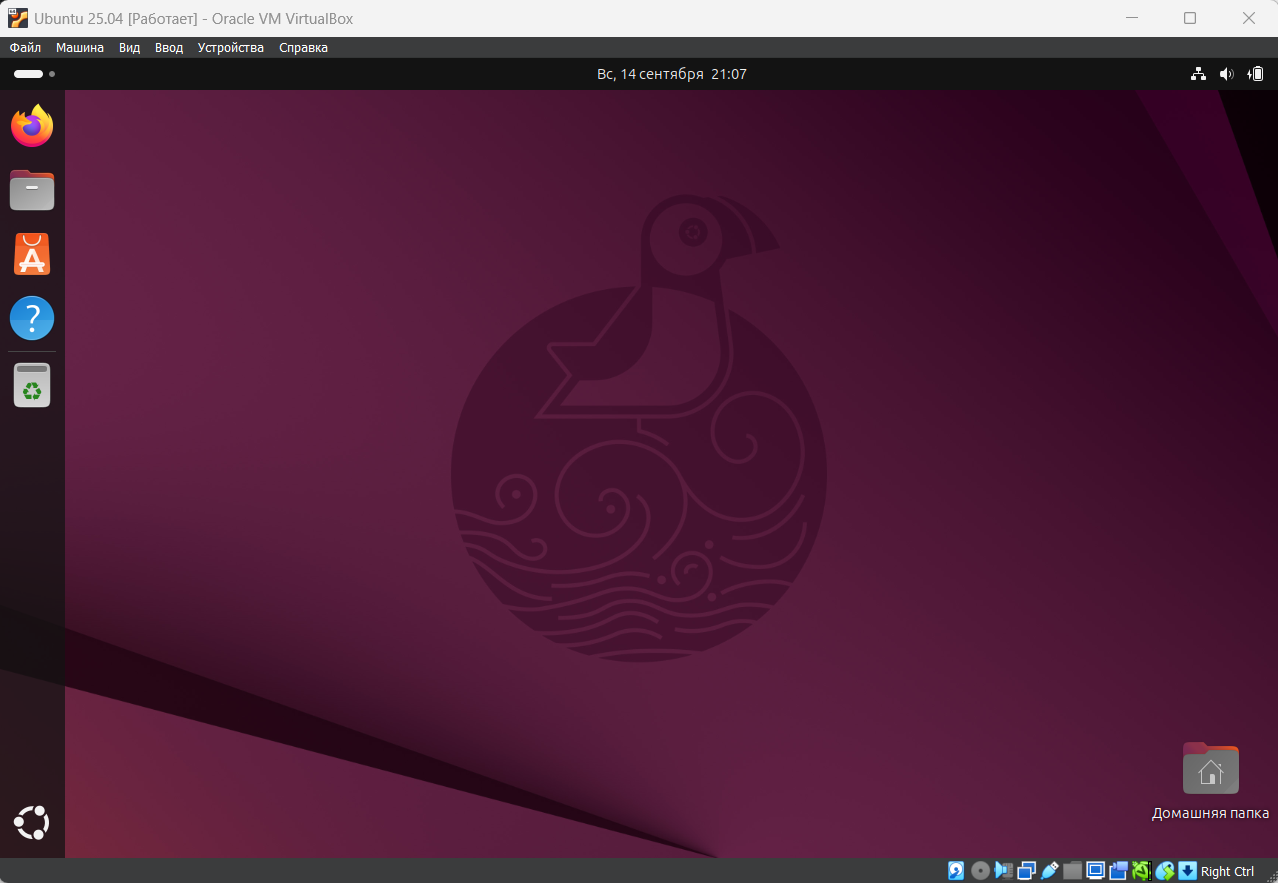 Ubuntu 25.04 [Работает] - Oracle VM VirtualBox
Файл Машина Вид Ввод Устройства Справка
Вс, 14 сентября 21:07
Домашняя папка
Right Ctrl